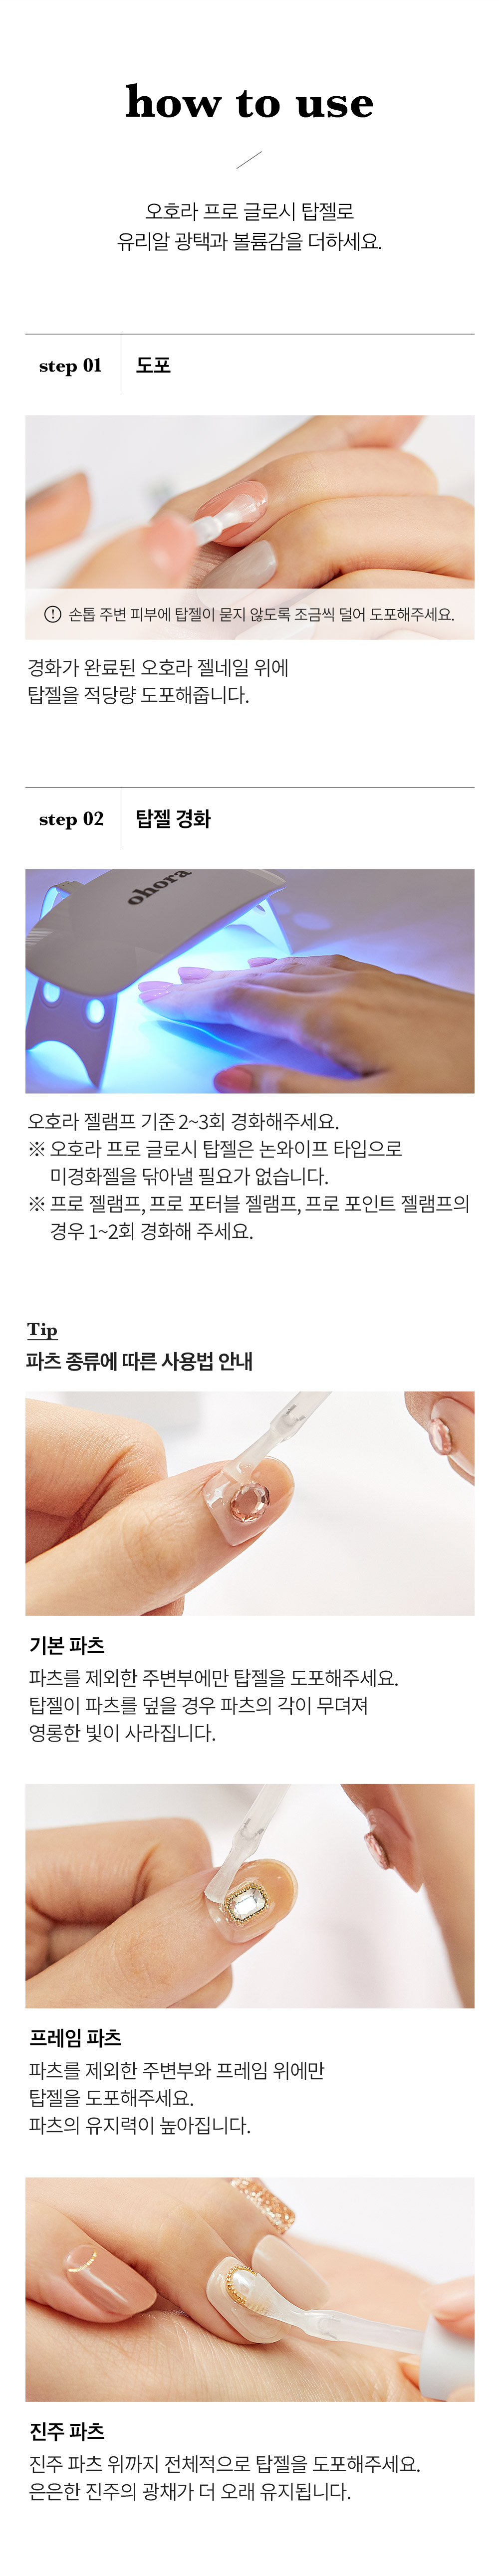 how to use
오호라 프로 글로시 탑젤로
유리알 광택과 볼륨감을 더하세요.
step 01
도포
! 손톱 주변 피부에 탑젤이 묻지 않도록 조금씩 덜어 도포해주세요.
경화가 완료된 오호라 젤네일 위에
탑젤을 적당량 도포해줍니다.
step 02
탑젤 경화
ohora
오호라 젤램프 기준 2~3회 경화해주세요.
※ 오호라 프로 글로시 탑젤은 논와이프 타입으로
미경화젤을 닦아낼 필요가 없습니다.
※ 프로 젤램프, 프로 포터블 젤램프, 프로 포인트 젤램프의
경우 1~2회 경화해 주세요.
Tip
파츠 종류에 따른 사용법 안내
기본 파츠
파츠를 제외한 주변부에만 탑젤을 도포해주세요.
탑젤이 파츠를 덮을 경우 파츠의 각이 무뎌져
영롱한 빛이 사라집니다.
프레임 파츠
파츠를 제외한 주변부와 프레임 위에만
탑젤을 도포해주세요.
파츠의 유지력이 높아집니다.
진주 파츠
진주 파츠 위까지 전체적으로 탑젤을 도포해주세요.
은은한 진주의 광채가 더 오래 유지됩니다.